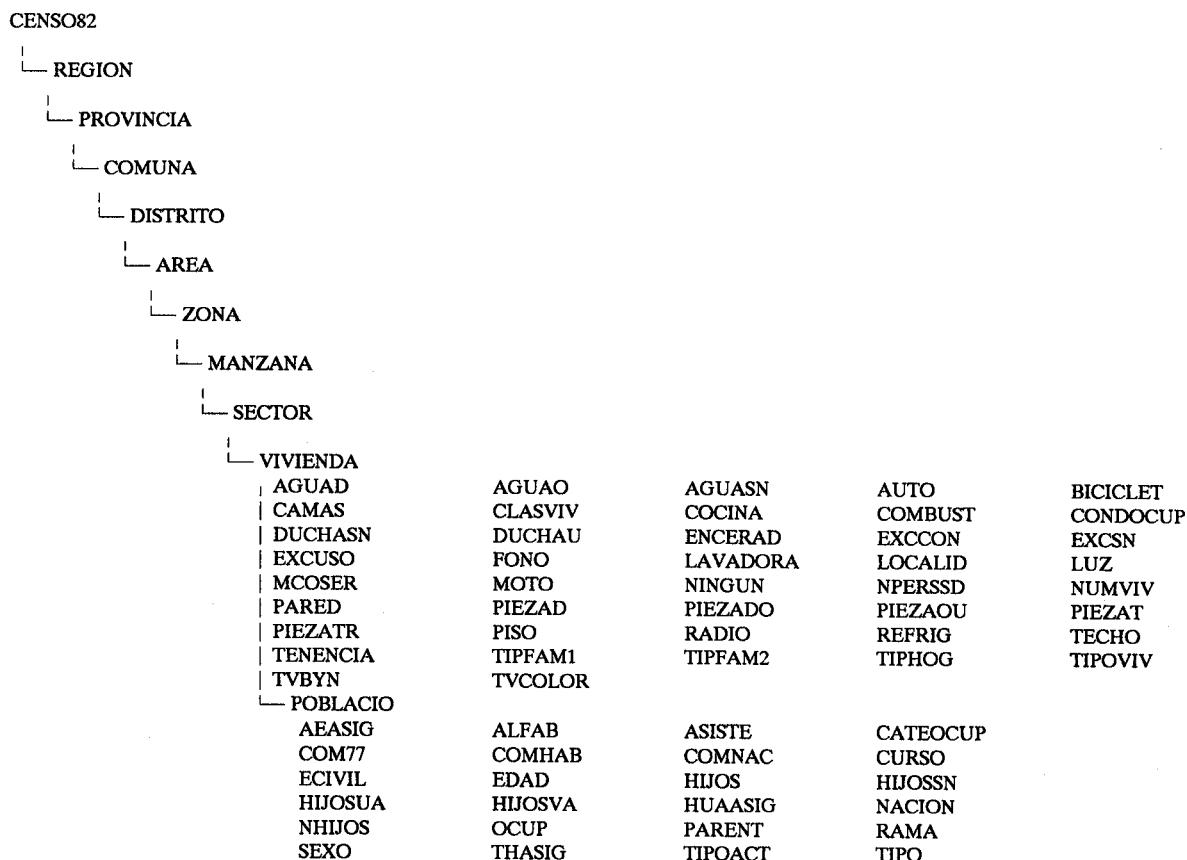 CENSO82
REGION
PROVINCIA
COMUNA
DISTRITO
AREA
ZONA
MANZANA
SECTOR
VIVIENDA
AGUAD AGUAO AGUASN AUTO BICICLET
CAMAS CLASVIV COCINA COMBUST CONDOCUP
DUCHASN DUCHAU ENCERAD EXCCON EXCSN
EXCUSO FONO LAVADORA LOCALID LUZ
MCOSER MOTO NINGUN NPERSSD NUMVIV
PARED PIEZAD PIEZADO PIEZAOU PIEZAT
PIEZATR PISO RADIO REFRIG TECHO
TENENCIA TIPFAM1 TIPFAM2 TIPHOG TIPOVIV
TVBYN TVCOLOR
POBLACIO
AEASIG ALFAB ASISTE CATEOCUP
COM77 COMHAB COMNAC CURSO
ECIVIL EDAD HIJOS HIJOSSN
HIJOSUA HIJOSVA HUAASIG NACION
NHIJOS OCUP PARENT RAMA
SEXO THASIG TIPOACT TIPO